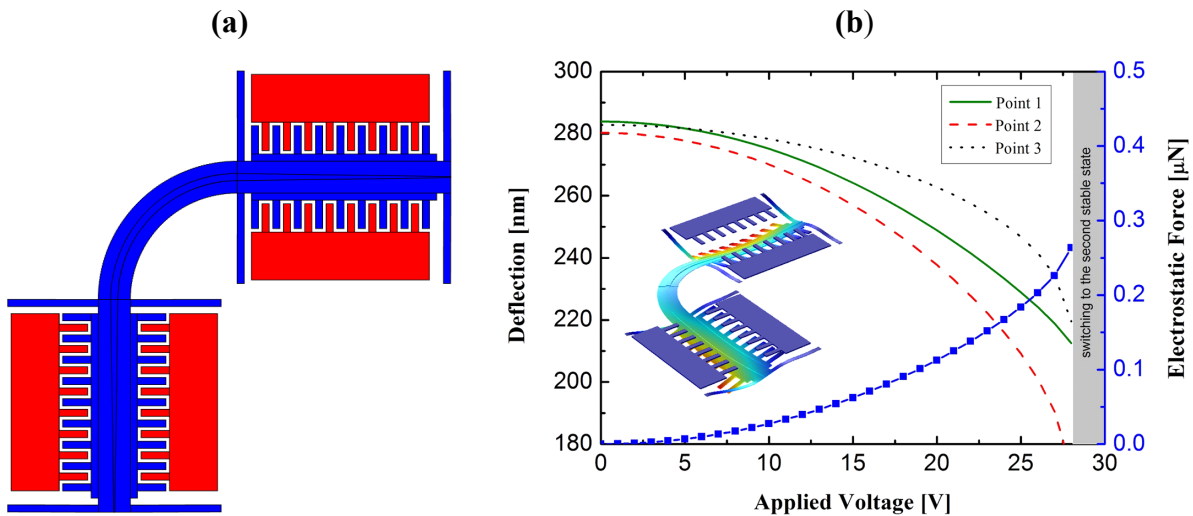 (a)
(b)
300
280
260
240
220
200
180
Deflection [nm]
0
5
10
15
20
25
30
Applied Voltage [V]
Point 1
Point 2
Point 3
switching to the second stable state
0.5
0.4
0.3
0.2
0.1
0.0
Electrostatic Force [µN]